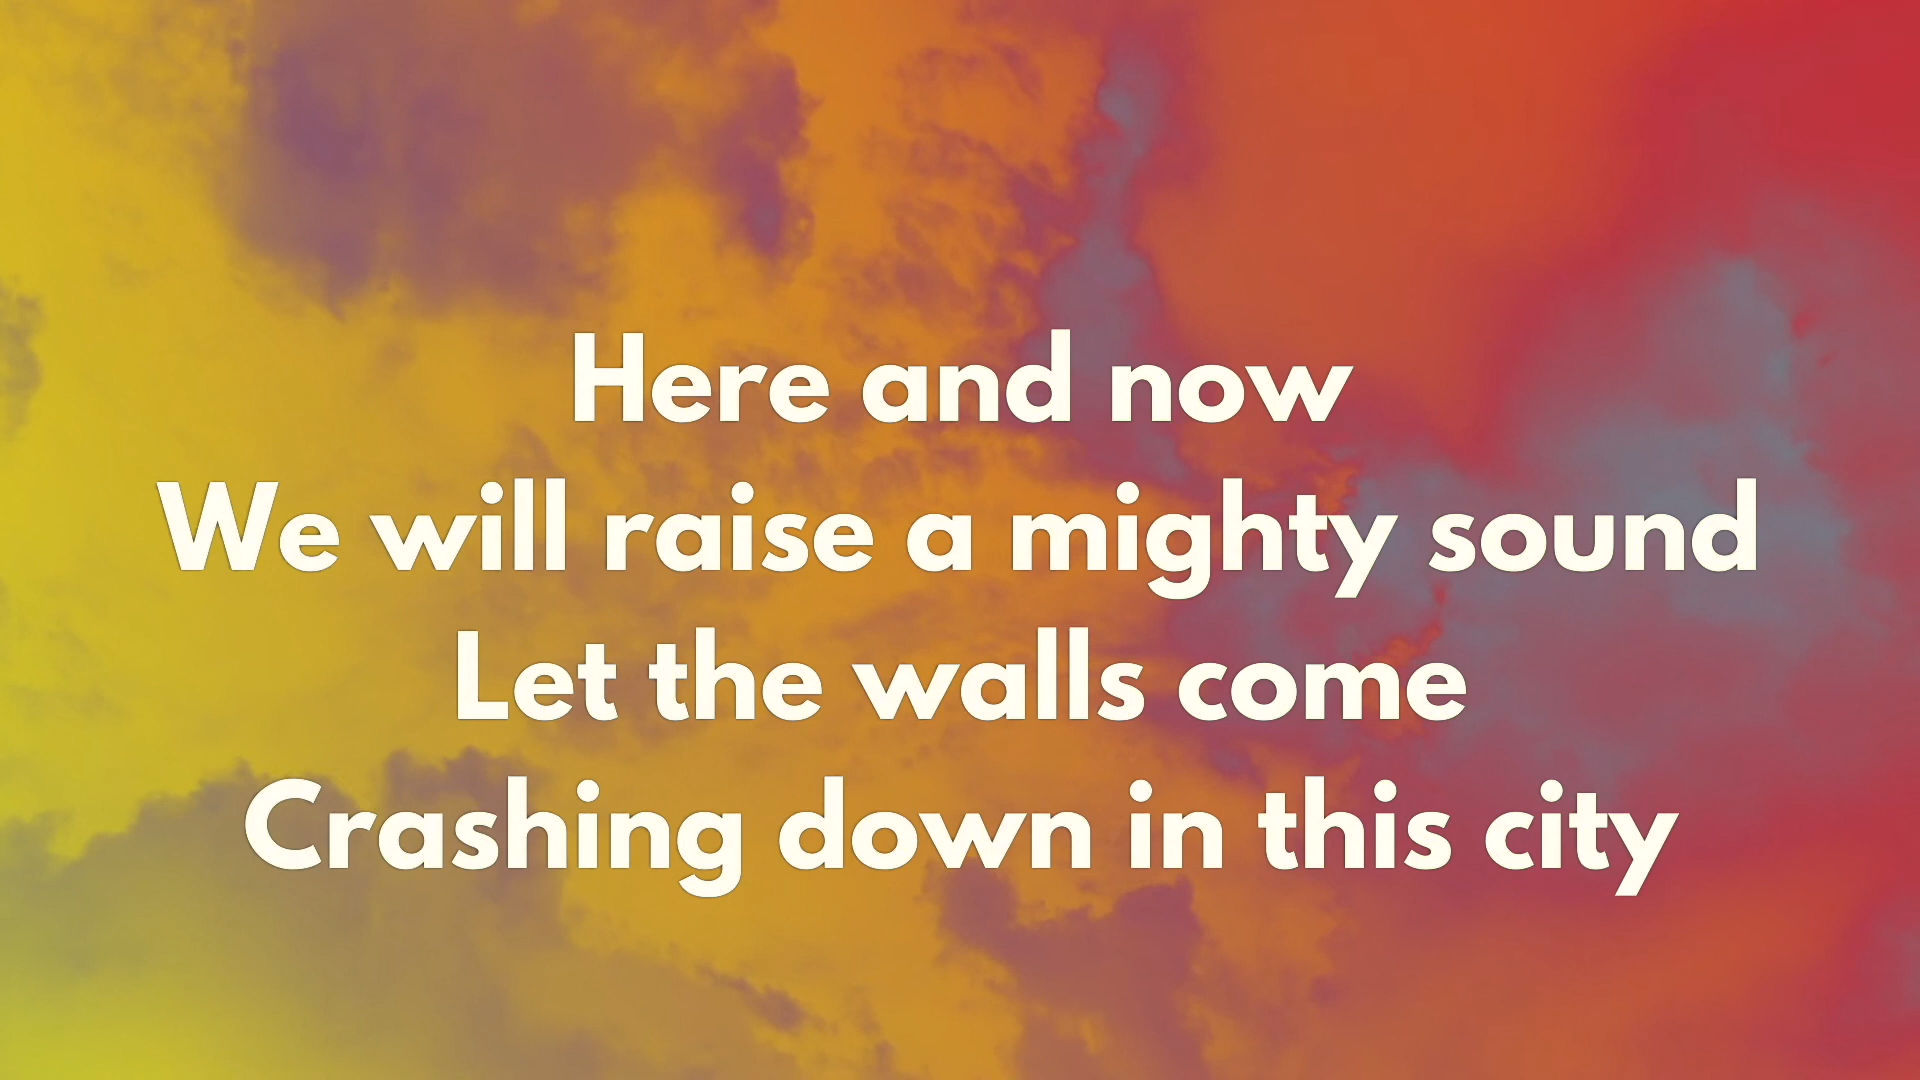 Here and now
We will raise a mighty sound
Let the walls come
Crashing down in this city